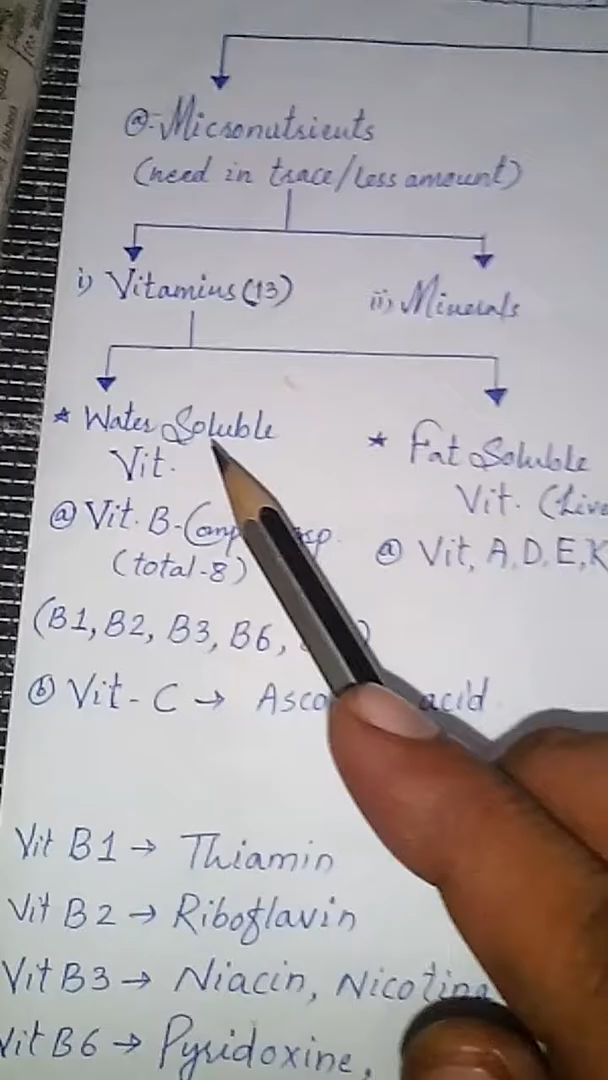 @-Micronutrients
(need in trace/Less amount)
i) Vitamins(13)
ii) Minerals
* Water Soluble
Vit.
* Fat Soluble
Vit.
@ Vit. B-
(total-8)
@ Vit, A, D, E, K
(B1, B2, B3, B6,
ⓑ Vit-C → acid
Vit B1 → Thiamin
Vit B2 → Riboflavin
Vit B3 → Niacin,
Vit B6 → Pyridoxine,